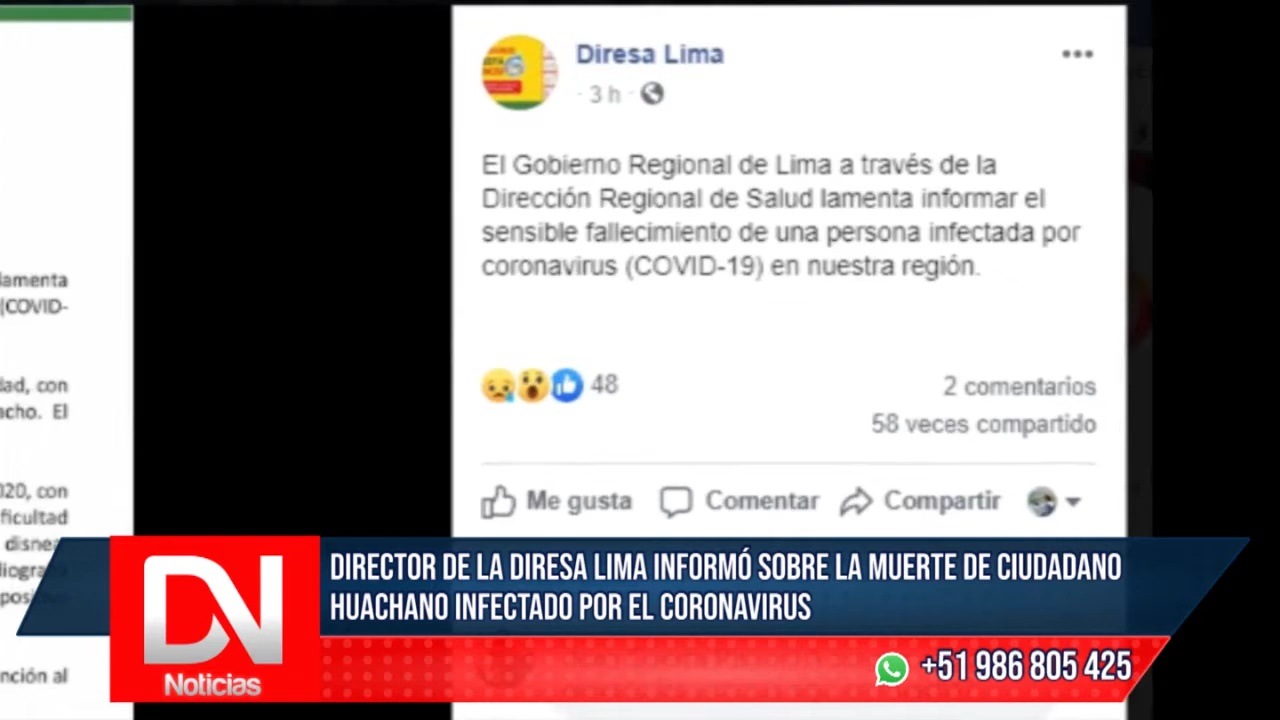 lamenta
(COVID-
dad, con
acho. El
020, con
ficultad
disnea
ción al
Diresa Lima
· 3 h ·
El Gobierno Regional de Lima a través de la
Dirección Regional de Salud lamenta informar el
sensible fallecimiento de una persona infectada por
coronavirus (COVID-19) en nuestra región.
48
2 comentarios
58 veces compartido
Me gusta
Comentar
Compartir
DN
Noticias
DIRECTOR DE LA DIRESA LIMA INFORMÓ SOBRE LA MUERTE DE CIUDADANO
HUACHANO INFECTADO POR EL CORONAVIRUS
+51 986 805 425